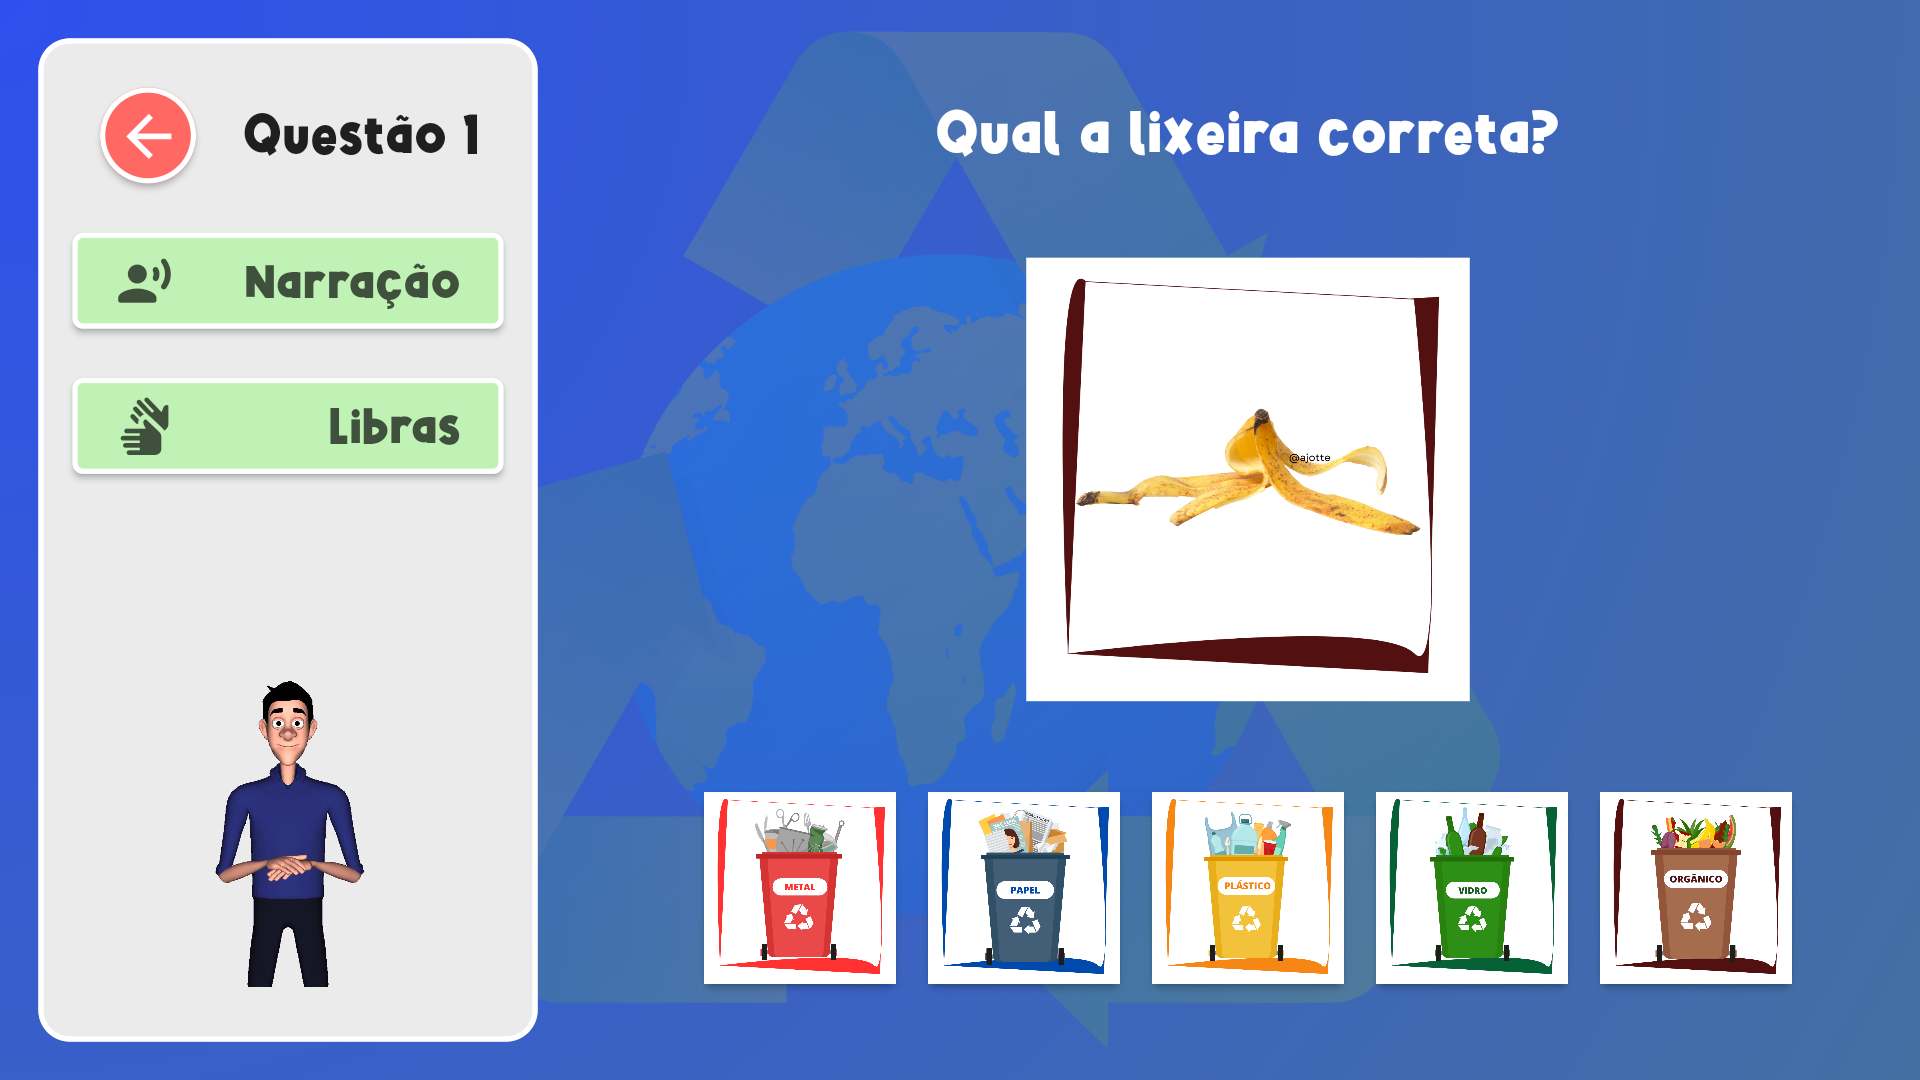 Questão 1
Narração
Libras
Qual a lixeira correta?
@ajotte
METAL
PAPEL
PLÁSTICO
VIDRO
ORGÂNICO